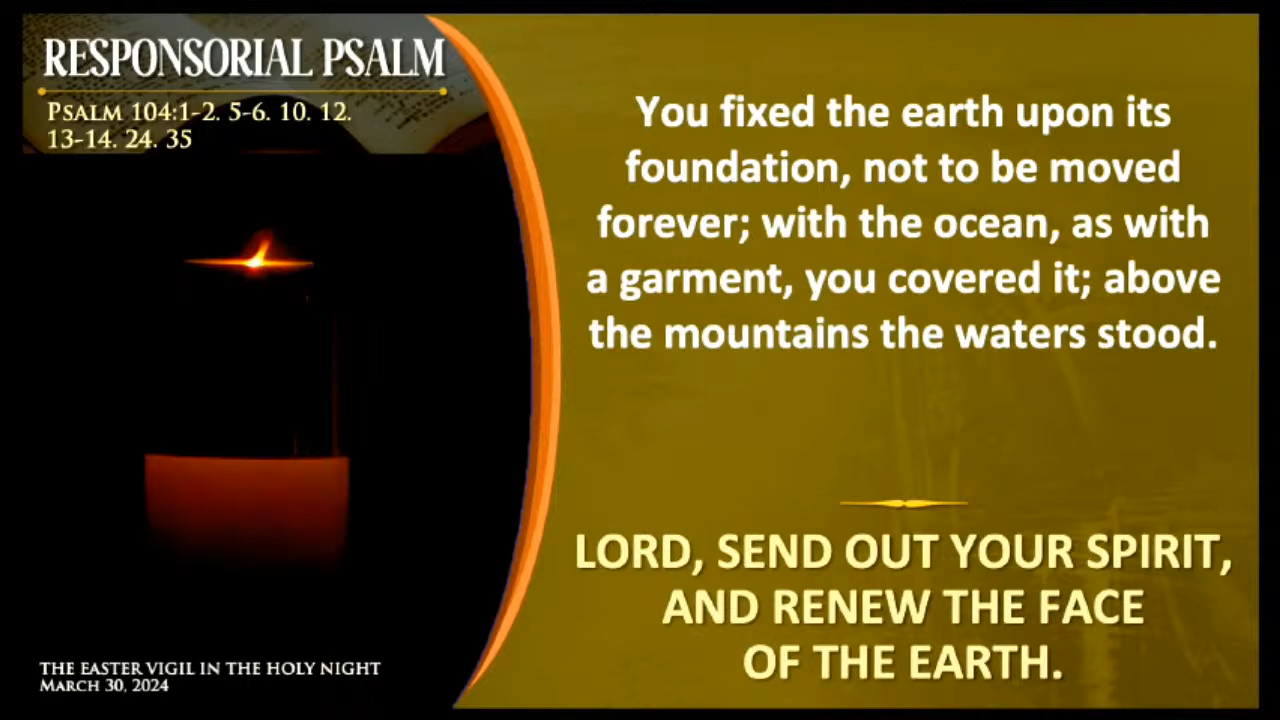 RESPONSORIAL PSALM
PSALM 104:1-2. 5-6. 10. 12.
13-14. 24. 35
You fixed the earth upon its
foundation, not to be moved
forever; with the ocean, as with
a garment, you covered it; above
the mountains the waters stood.
LORD, SEND OUT YOUR SPIRIT,
AND RENEW THE FACE
OF THE EARTH.
THE EASTER VIGIL IN THE HOLY NIGHT
MARCH 30, 2024